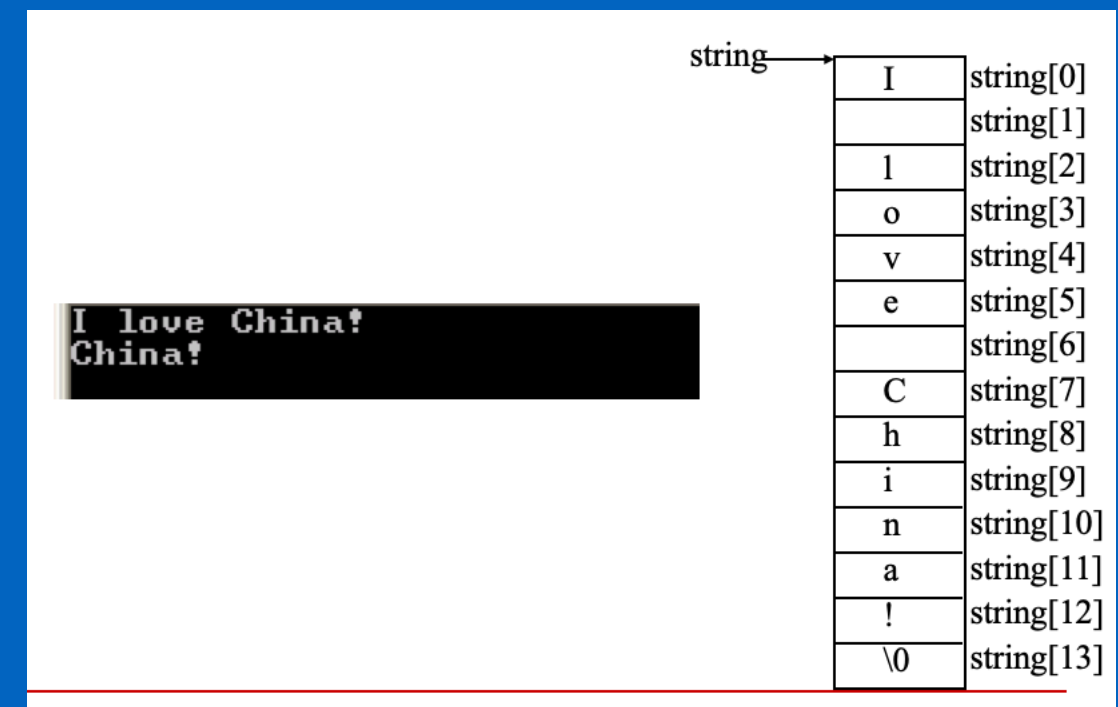 string
I string[0]
string[1]
l string[2]
o string[3]
v string[4]
e string[5]
string[6]
C string[7]
h string[8]
i string[9]
n string[10]
a string[11]
! string[12]
\0 string[13]
I love China!
China!